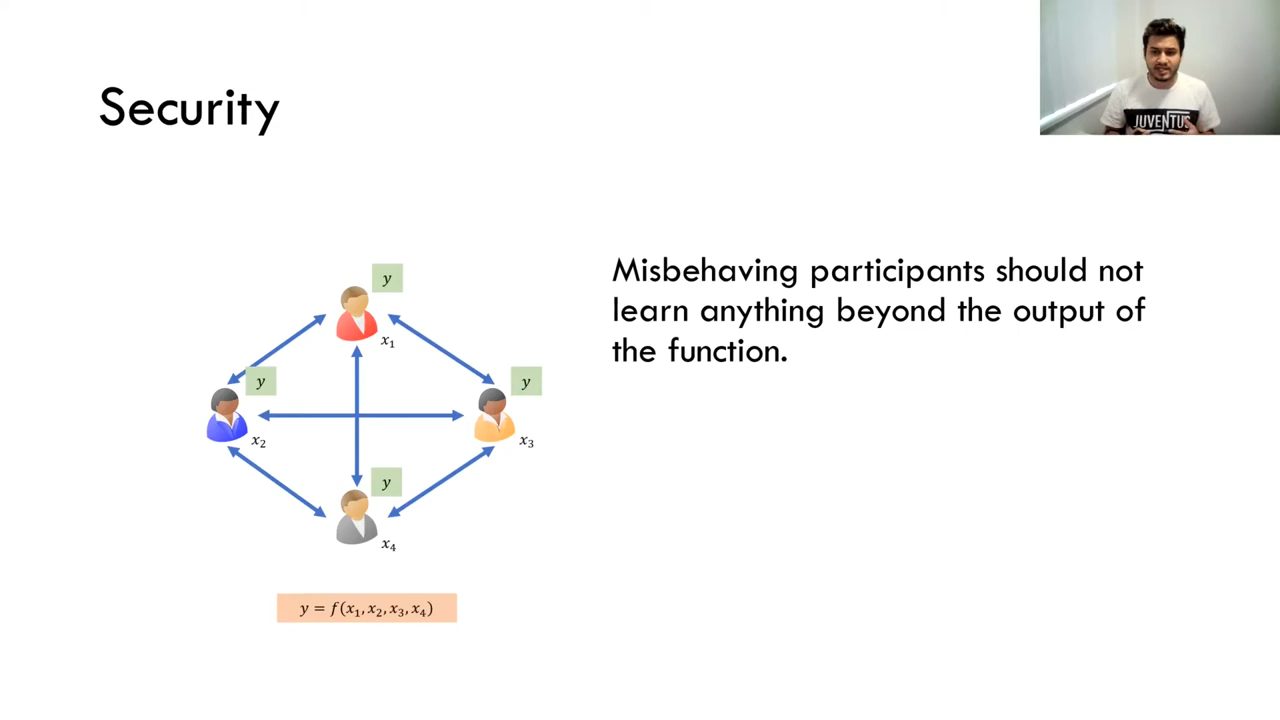 Security
JUVENTUS
Misbehaving participants should not
learn anything beyond the output of
the function.
y
x₁
y
x₂
y
x₃
y
x₄
y = f(x₁, x₂, x₃, x₄)